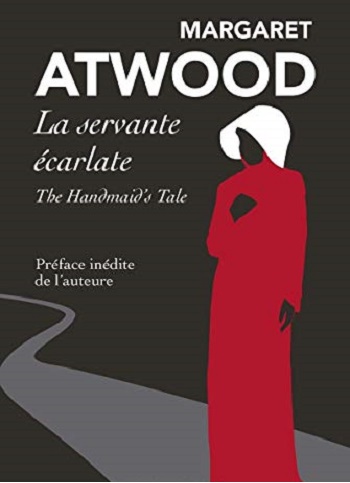 MARGARET
ATWOOD
La servante
écarlate
The Handmaid's Tale
Préface inédite
de l'auteure